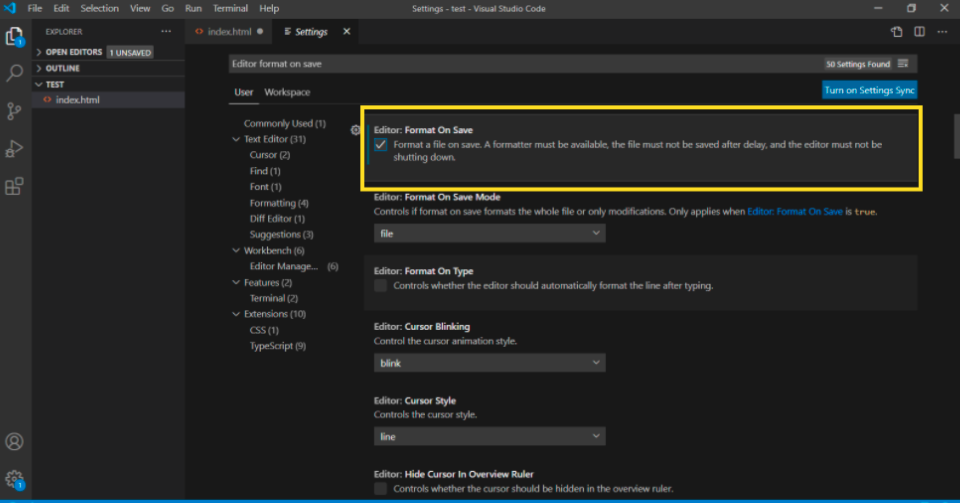 File Edit Selection View Go Run Terminal Help
Settings - test - Visual Studio Code
EXPLORER
OPEN EDITORS 1 UNSAVED
OUTLINE
TEST
index.html
1
1
index.html
Settings
Editor format on save
50 Settings Found
User Workspace
Turn on Settings Sync
Commonly Used (1)
Text Editor (31)
Cursor (2)
Find (1)
Font (1)
Formatting (4)
Diff Editor (1)
Suggestions (3)
Workbench (6)
Editor Manage... (6)
Features (2)
Terminal (2)
Extensions (10)
CSS (1)
TypeScript (9)
Editor: Format On Save
Format a file on save. A formatter must be available, the file must not be saved after delay, and the editor must not be
shutting down.
Editor: Format On Save Mode
Controls if format on save formats the whole file or only modifications. Only applies when Editor: Format On Save is true.
file
Editor: Format On Type
Controls whether the editor should automatically format the line after typing.
Editor: Cursor Blinking
Control the cursor animation style.
blink
Editor: Cursor Style
Controls the cursor style.
line
Editor: Hide Cursor In Overview Ruler
Controls whether the cursor should be hidden in the overview ruler.